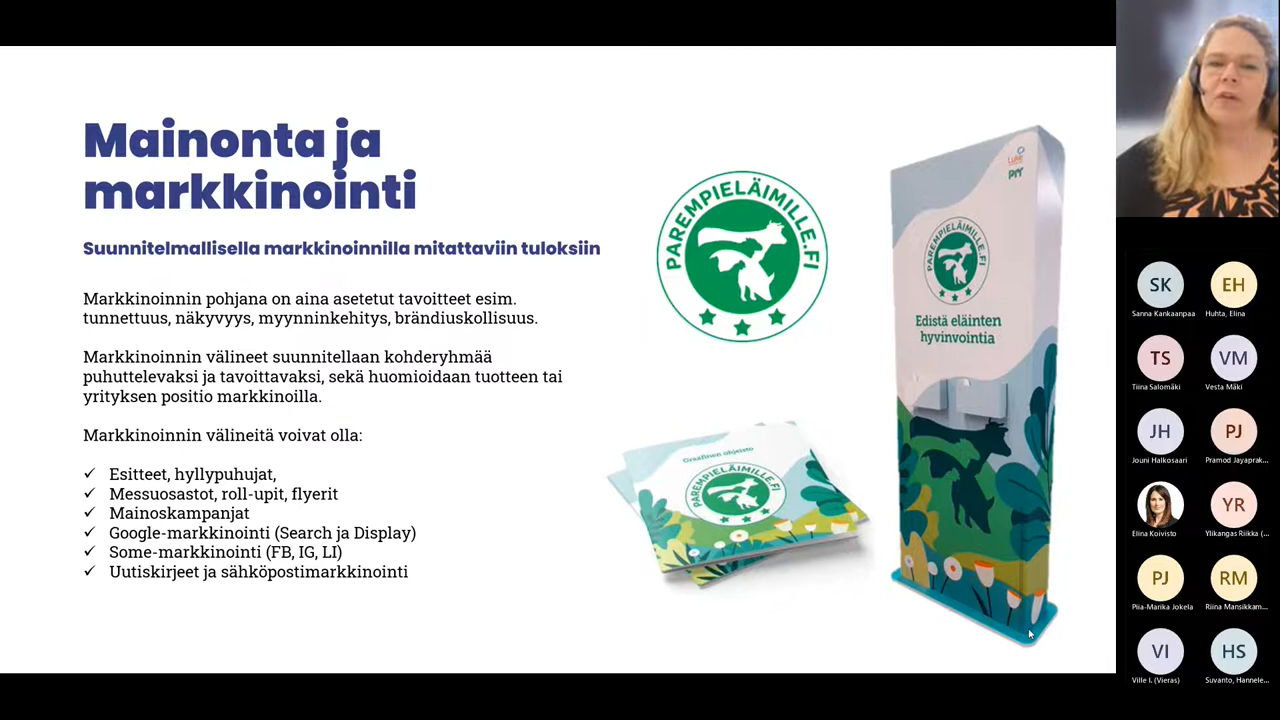 Mainonta ja
markkinointi
Suunnitelmallisella markkinoinnilla mitattaviin tuloksiin
Markkinoinnin pohjana on aina asetetut tavoitteet esim.
tunnettuus, näkyvyys, myynninkehitys, brändiuskollisuus.
Markkinoinnin välineet suunnitellaan kohderyhmää
puhuttelevaksi ja tavoittavaksi, sekä huomioidaan tuotteen tai
yrityksen positio markkinoilla.
Markkinoinnin välineitä voivat olla:
✓ Esitteet, hyllypuhujat,
✓ Messuosastot, roll-upit, flyerit
✓ Mainoskampanjat
✓ Google-markkinointi (Search ja Display)
✓ Some-markkinointi (FB, IG, LI)
✓ Uutiskirjeet ja sähköpostimarkkinointi
PAREMPIELÄIMILLE.FI
Graafinen ohjeisto
PAREMPIELÄIMILLE.FI
Luke
PTT
PAREMPIELÄIMILLE.FI
Edistä eläinten
hyvinvointia
SK
Sanna Kankaanpaa
EH
Huhta, Elina
TS
Tiina Salomäki
VM
Vesta Mäki
JH
Jouni Halkosaari
PJ
Pramod Jayaprak...
Elina Koivisto
YR
Ylikangas Riikka (...
PJ
Piia-Marika Jokela
RM
Riina Mansikkam...
VI
Ville I. (Vieras)
HS
Suvanto, Hannele...